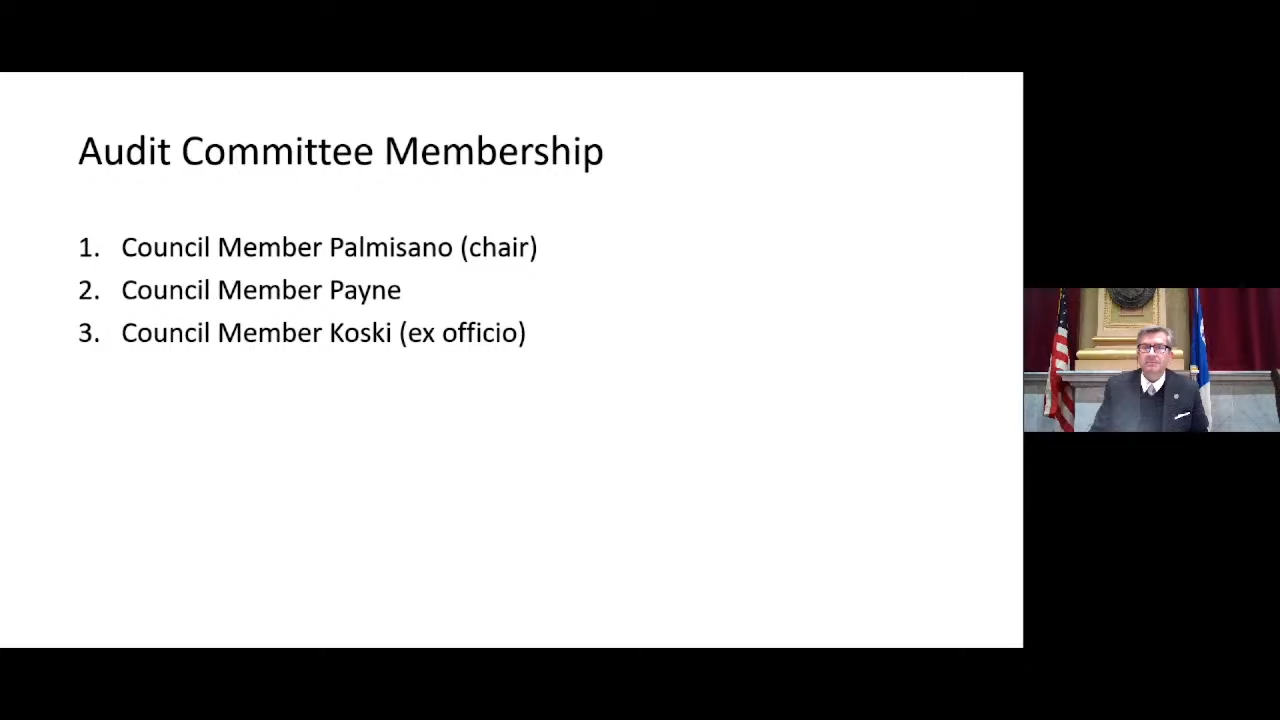 Audit Committee Membership
1. Council Member Palmisano (chair)
2. Council Member Payne
3. Council Member Koski (ex officio)